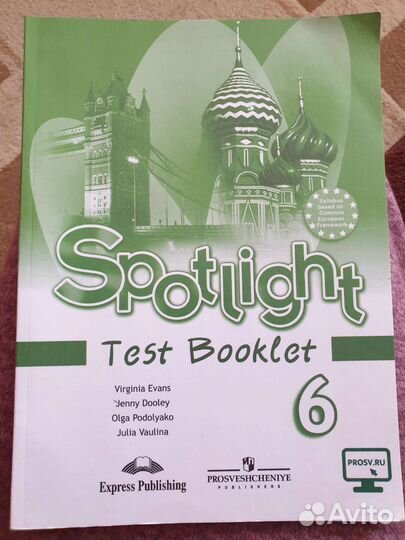 Syllabus
based on
Common
European
Framework
Spotlight
Test Booklet
6
Virginia Evans
Jenny Dooley
Olga Podolyako
Julia Vaulina
PROSV.RU
Express Publishing
PROSVESHCHENIYE
PUBLISHERS
Avito